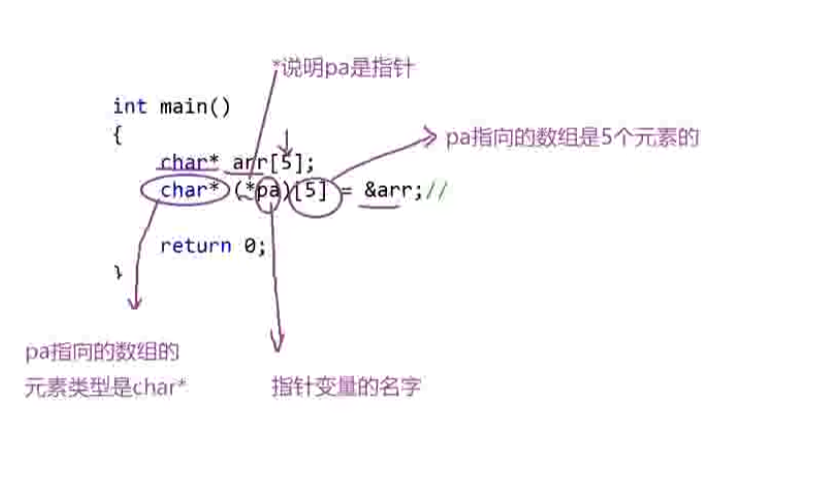 *说明pa是指针
int main()
{
pa指向的数组是5个元素的
char* arr[5];
char* (*pa)[5] = &arr;//
return 0;
}
pa指向的数组的
元素类型是char*
指针变量的名字